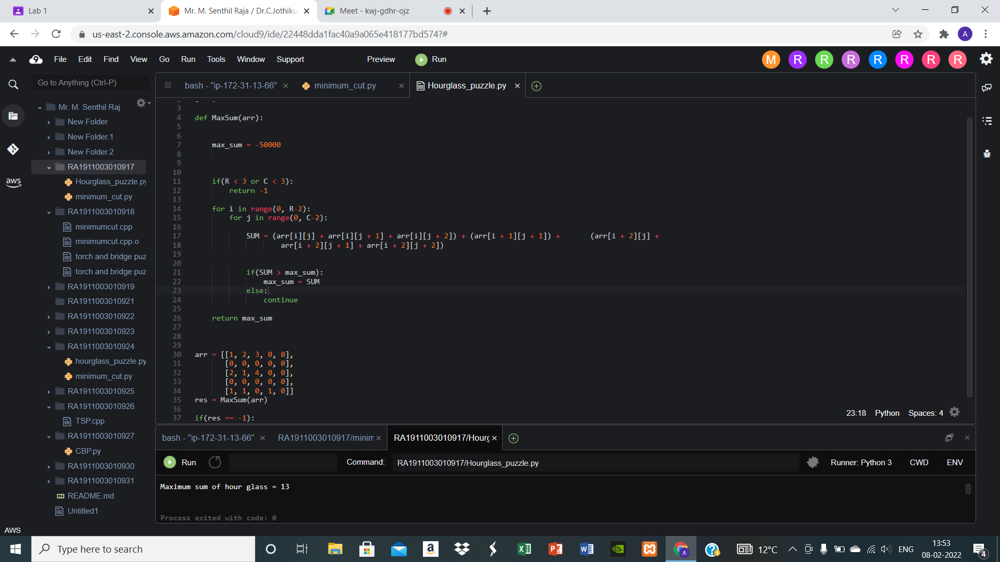 Lab 1
Mr. M. Senthil Raja / Dr.C.Jothiku
Meet - kwj-gdhr-ojz
us-east-2.console.aws.amazon.com/cloud9/ide/22448dda1fac40a9a065e418177bd574?#
A
9 File Edit Find View Go Run Tools Window Support Preview Run
M R R R R R R R
Go to Anything (Ctrl-P)
bash - "ip-172-31-13-66"
minimum_cut.py
Hourglass_puzzle.py
Mr. M. Senthil Raj
New Folder
New Folder.1
New Folder.2
RA1911003010917
Hourglass_puzzle.py
minimum_cut.py
RA1911003010918
minimumcut.cpp
minimumcut.cpp.o
torch and bridge puz
torch and bridge puz
RA1911003010919
RA1911003010921
RA1911003010922
RA1911003010923
RA1911003010924
hourglass_puzzle.py
minimum_cut.py
RA1911003010925
RA1911003010926
TSP.cpp
RA1911003010927
CBP.py
RA1911003010930
RA1911003010931
README.md
Untitled1
aws
AWS
3
4 def MaxSum(arr):
5
6
7 max_sum = -50000
8
9
10
11 if(R < 3 or C < 3):
12 return -1
13
14 for i in range(0, R-2):
15 for j in range(0, C-2):
16
17 SUM = (arr[i][j] + arr[i][j + 1] + arr[i][j + 2]) + (arr[i + 1][j + 1]) + (arr[i + 2][j] +
18 arr[i + 2][j + 1] + arr[i + 2][j + 2])
19
20
21 if(SUM > max_sum):
22 max_sum = SUM
23 else:
24 continue
25
26 return max_sum
27
28
29
30 arr = [[1, 2, 3, 0, 0],
31 [0, 0, 0, 0, 0],
32 [2, 1, 4, 0, 0],
33 [0, 0, 0, 0, 0],
34 [1, 1, 0, 1, 0]]
35 res = MaxSum(arr)
36
37 if(res == -1):
23:18 Python Spaces: 4
bash - "ip-172-31-13-66"
RA1911003010917/minim
RA1911003010917/Hourg
Run
Command: RA1911003010917/Hourglass_puzzle.py
Runner: Python 3 CWD ENV
Maximum sum of hour glass = 13
Process exited with code: 0
Type here to search
12°C
ENG
13:53
08-02-2022
4